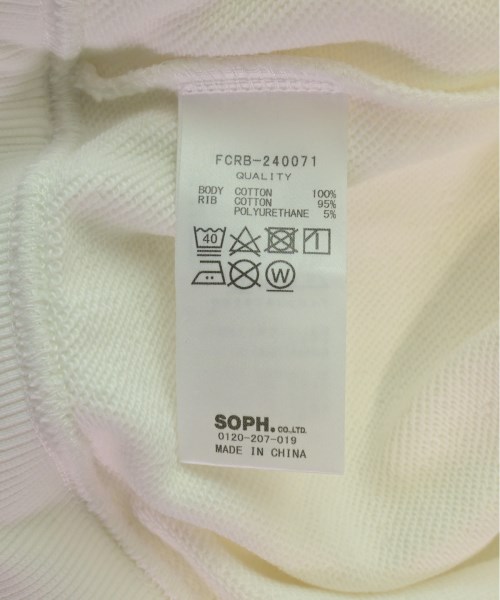 FCRB-240071
QUALITY
BODY COTTON 100%
RIB COTTON 95%
POLYURETHANE 5%
40
W
SOPH.CO.,LTD.
0120-207-019
MADE IN CHINA